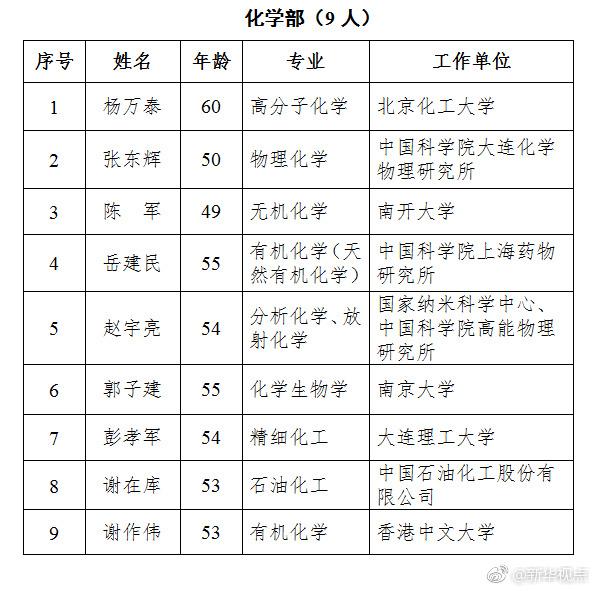 化学部（9 人）
序号 姓名 年龄 专业 工作单位
1 杨万泰 60 高分子化学 北京化工大学
2 张东辉 50 物理化学 中国科学院大连化学
物理研究所
3 陈 军 49 无机化学 南开大学
4 岳建民 55 有机化学（天 中国科学院上海药物
然有机化学） 研究所
5 赵宇亮 54 分析化学、放 国家纳米科学中心、
射化学 中国科学院高能物理
研究所
6 郭子建 55 化学生物学 南京大学
7 彭孝军 54 精细化工 大连理工大学
8 谢在库 53 石油化工 中国石油化工股份有
限公司
9 谢作伟 53 有机化学 香港中文大学
@新华视点